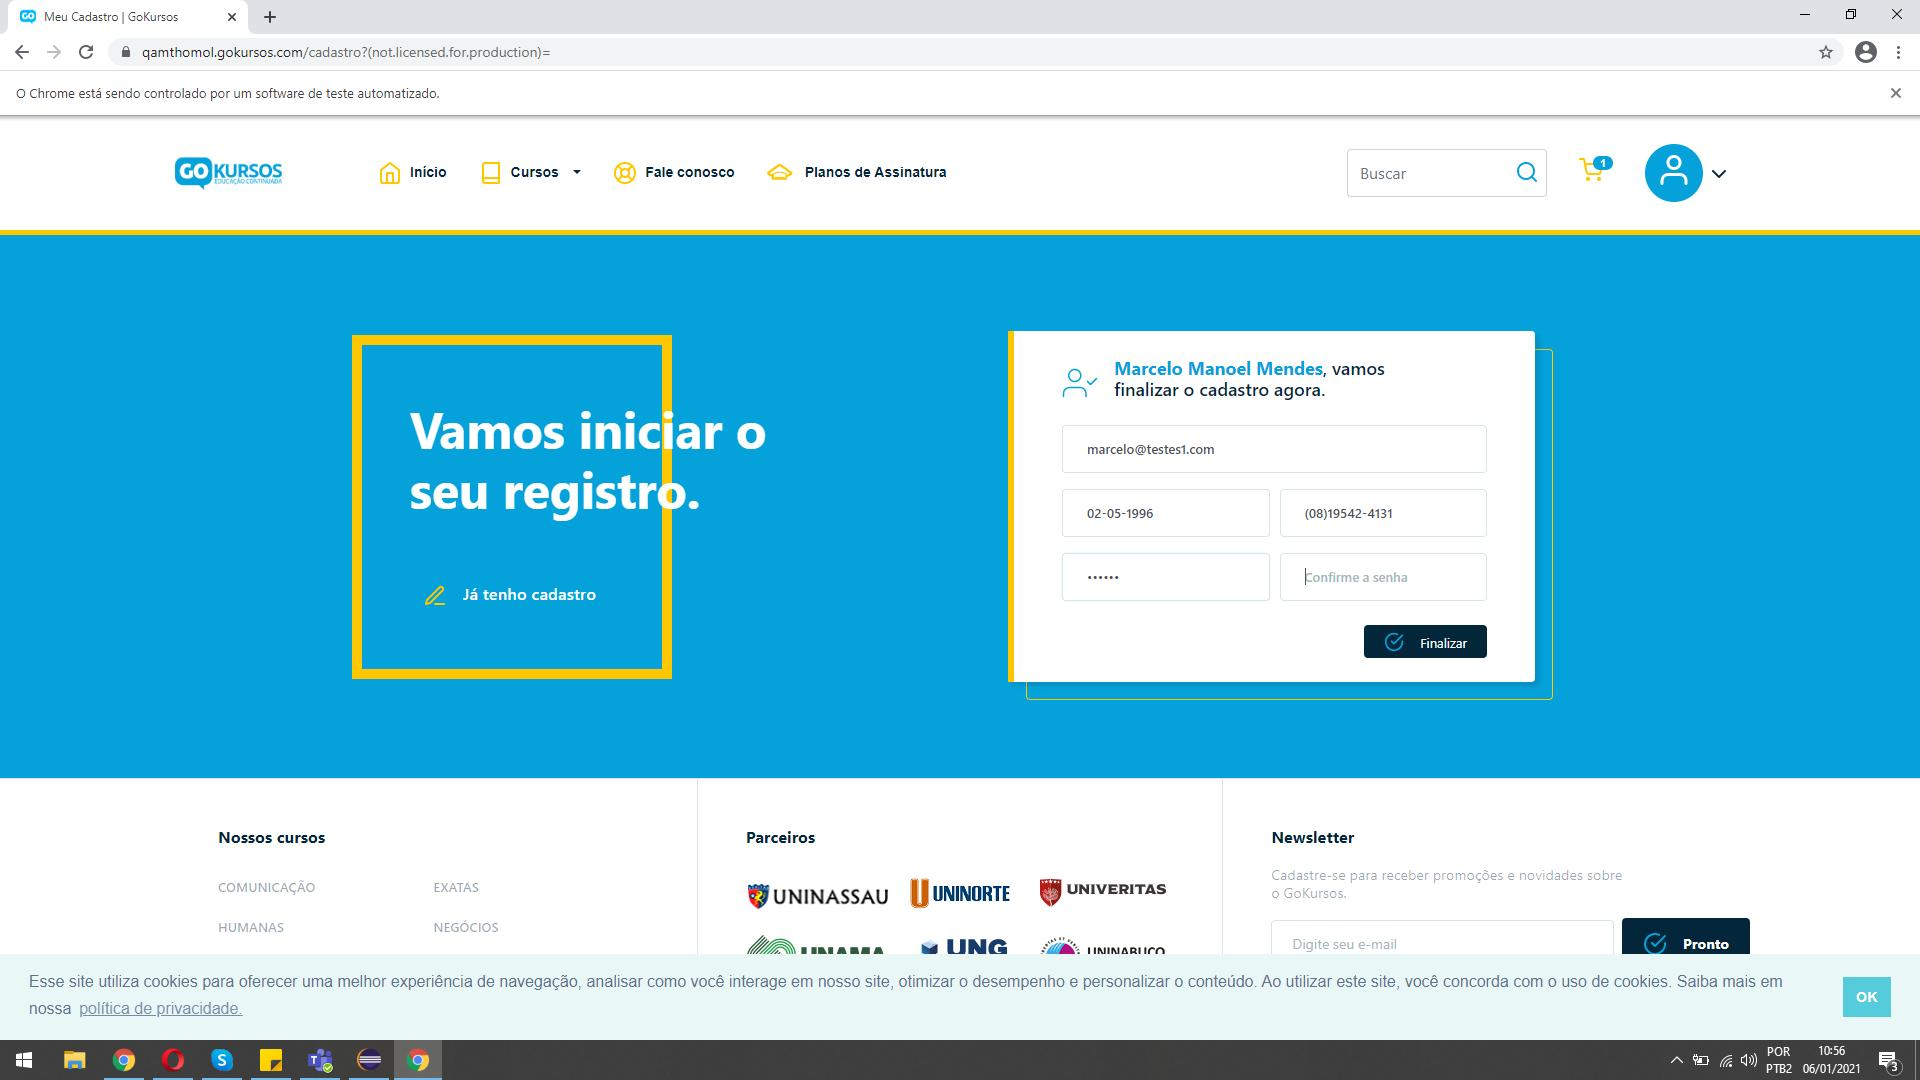 Meu Cadastro | GoKursos
qamthomol.gokursos.com/cadastro?(not.licensed.for.production)=
O Chrome está sendo controlado por um software de teste automatizado.
GO KURSOS
EDUCAÇÃO CONTINUADA
Início
Cursos
Fale conosco
Planos de Assinatura
Buscar
1
Vamos iniciar o
seu registro.
Já tenho cadastro
Marcelo Manoel Mendes, vamos
finalizar o cadastro agora.
marcelo@testes1.com
02-05-1996
(08)19542-4131
••••••
Confirme a senha
Finalizar
Nossos cursos
COMUNICAÇÃO
EXATAS
HUMANAS
NEGÓCIOS
Parceiros
UNINASSAU
UNINORTE
UNIVERITAS
UNAMA
UNG
UNINABUCO
Newsletter
Cadastre-se para receber promoções e novidades sobre
o GoKursos.
Digite seu e-mail
Pronto
Esse site utiliza cookies para oferecer uma melhor experiência de navegação, analisar como você interage em nosso site, otimizar o desempenho e personalizar o conteúdo. Ao utilizar este site, você concorda com o uso de cookies. Saiba mais em
nossa política de privacidade.
OK
POR
PTB2
10:56
06/01/2021
3